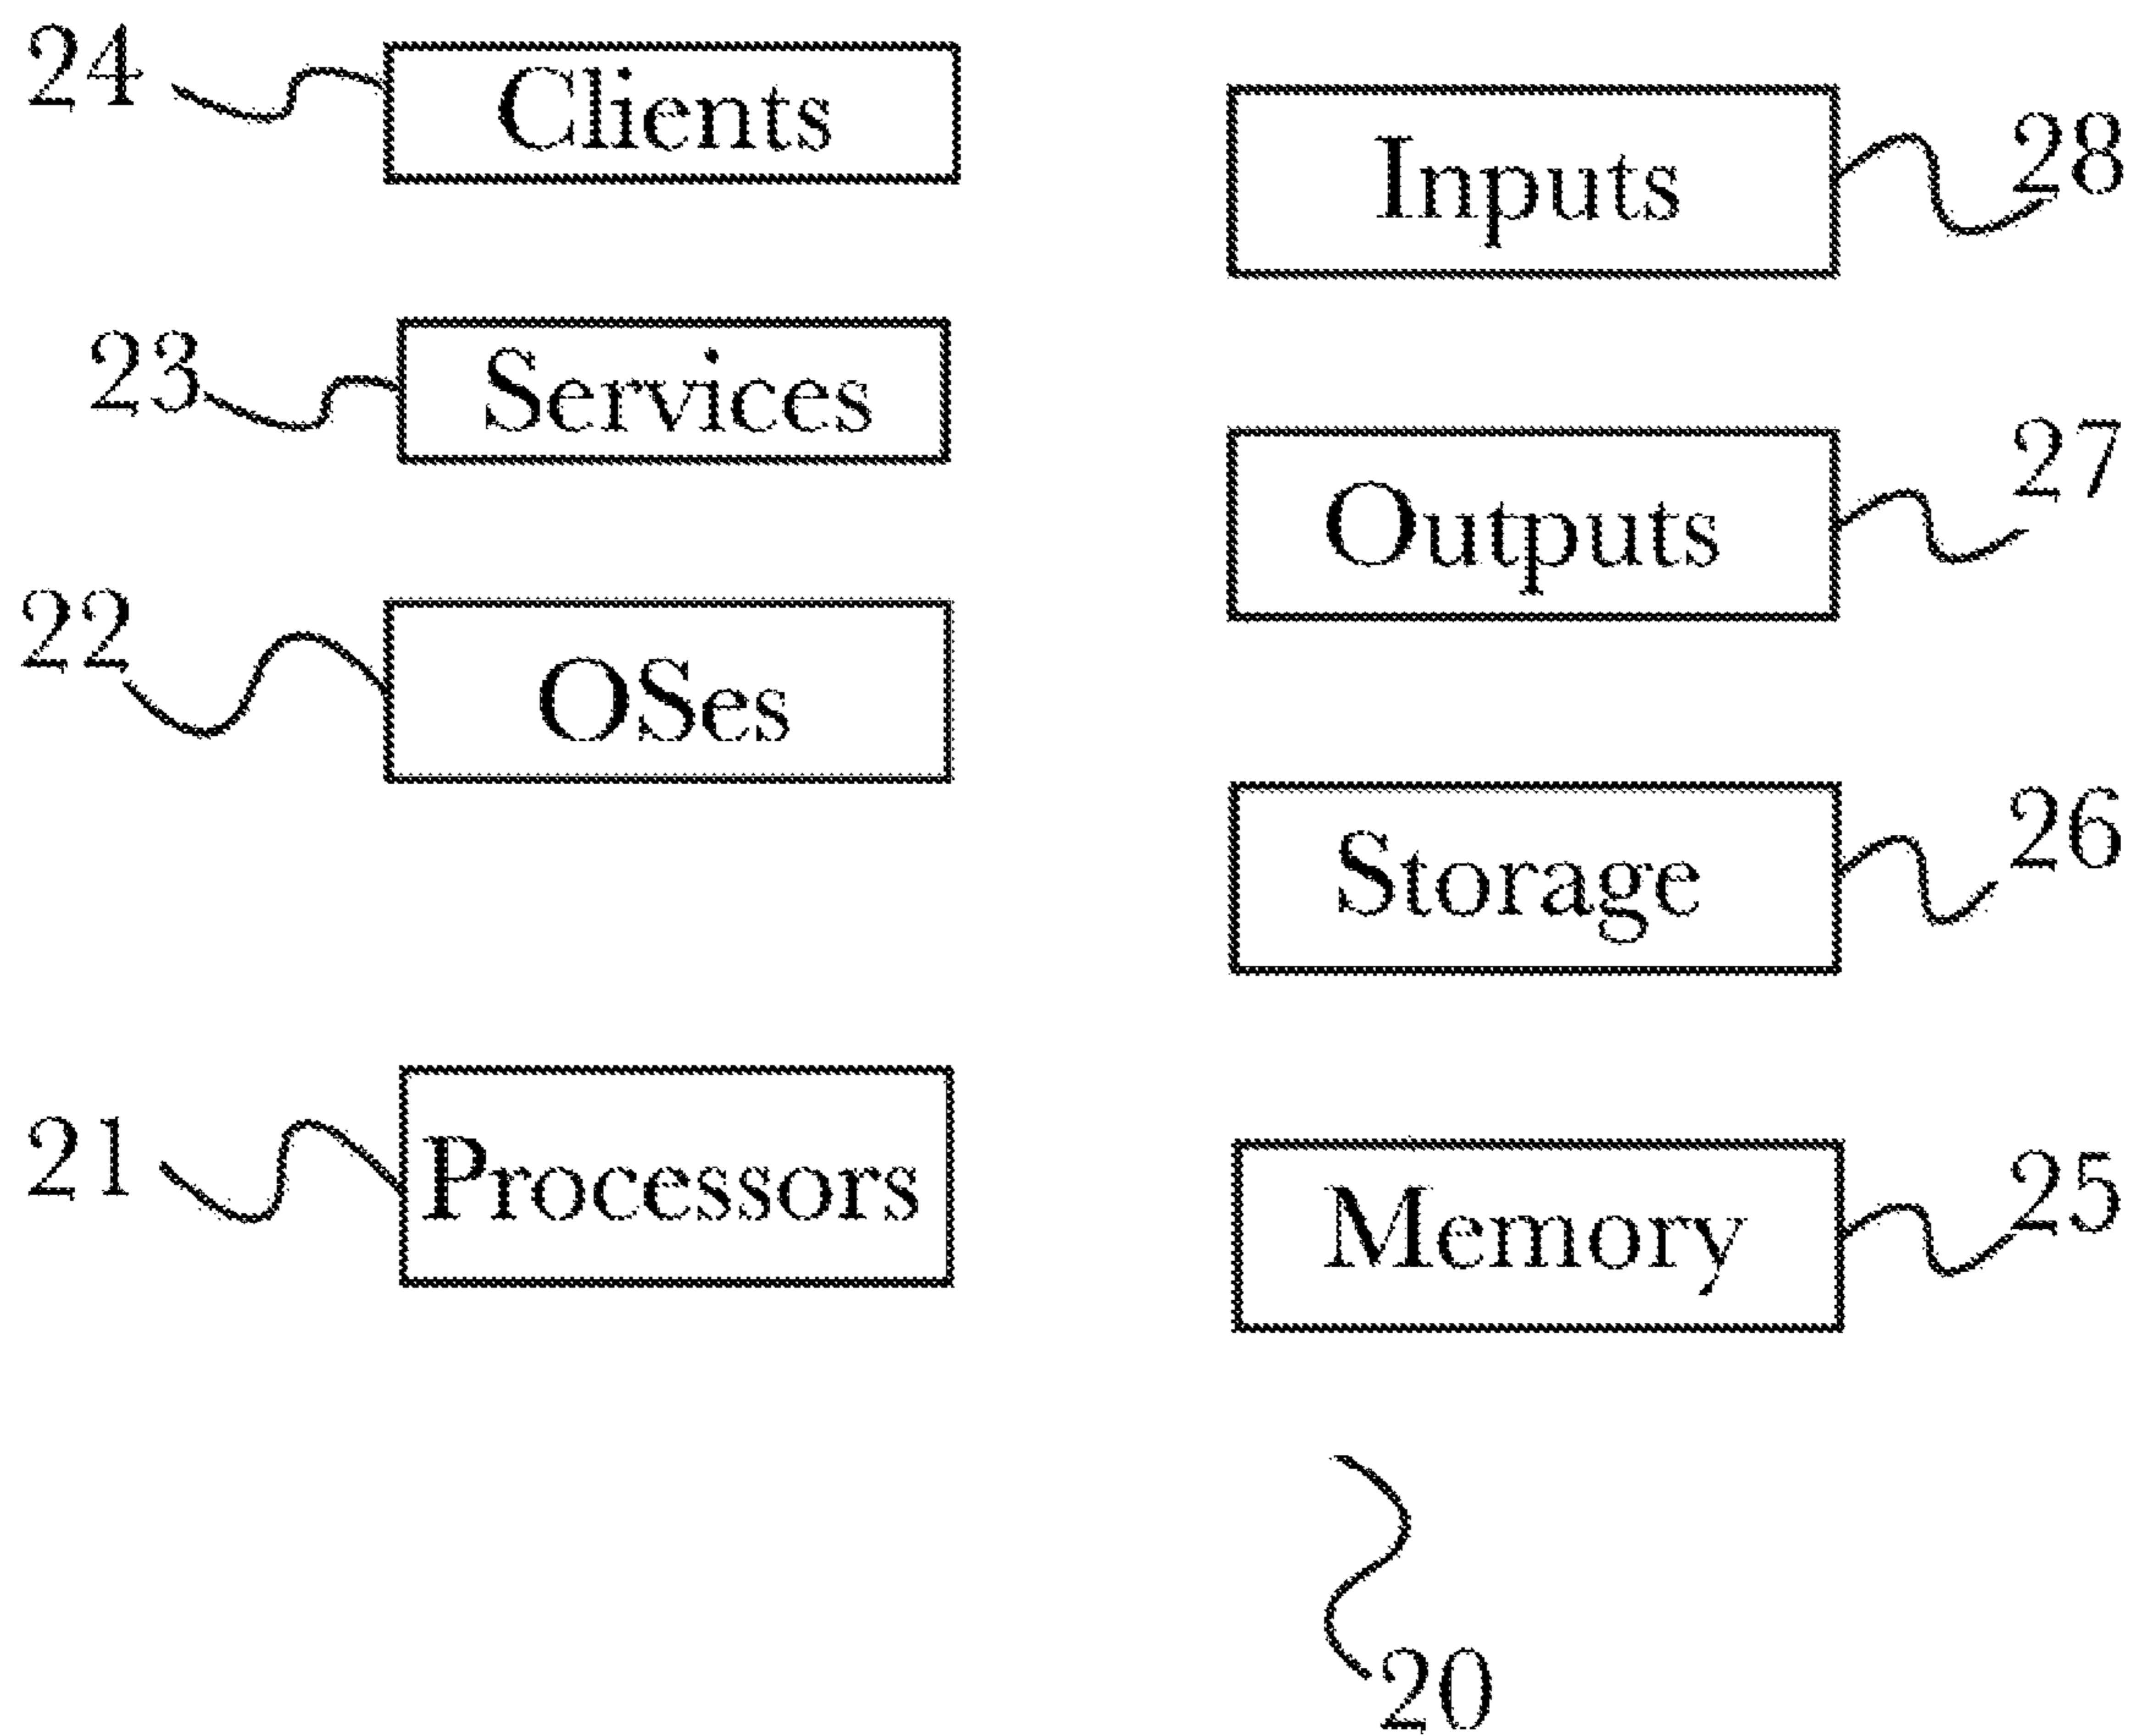 24 Clients
Inputs 28
23 Services
Outputs 27
22 OSes
Storage 26
21 Processors
Memory 25
20